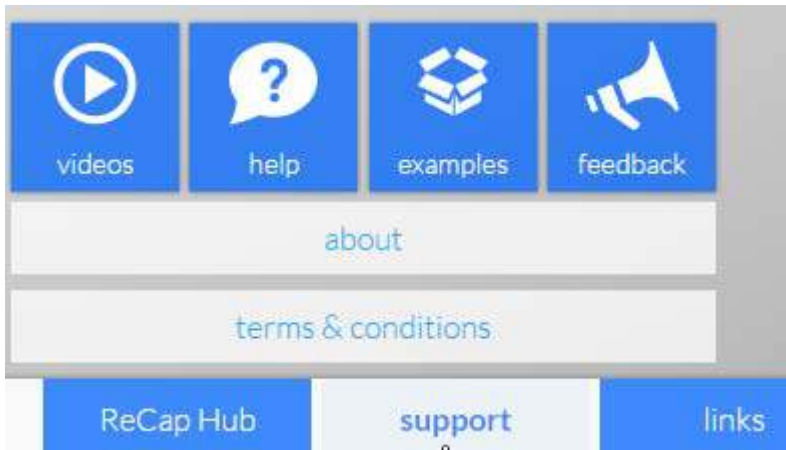 ?
videos help examples feedback
about
terms & conditions
ReCap Hub support links